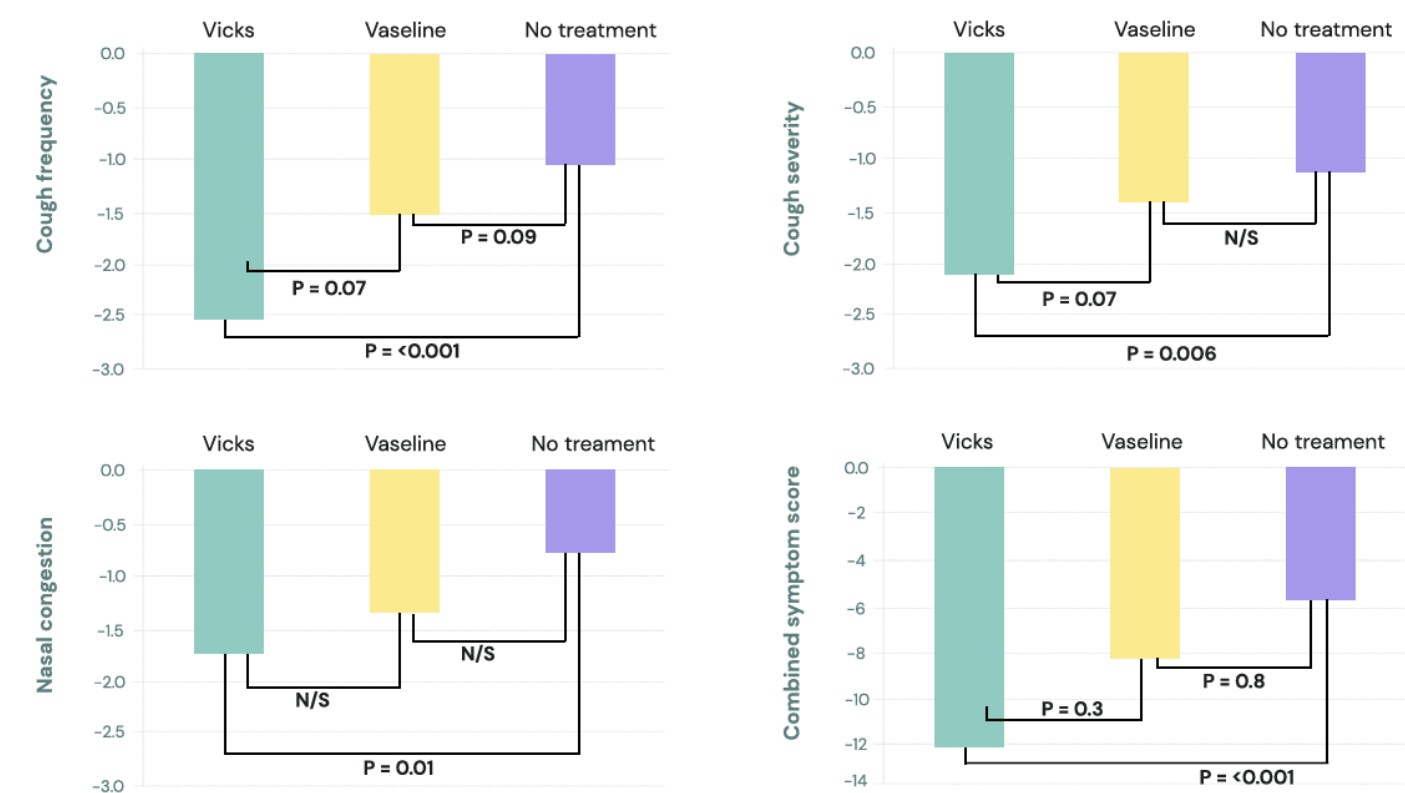 Vicks Vaseline No treatment
Cough frequency
0.0
-0.5
-1.0
-1.5
-2.0
-2.5
-3.0
P = 0.09
P = 0.07
P = <0.001
Vicks Vaseline No treatment
Cough severity
0.0
-0.5
-1.0
-1.5
-2.0
-2.5
-3.0
N/S
P = 0.07
P = 0.006
Vicks Vaseline No treament
Nasal congestion
0.0
-0.5
-1.0
-1.5
-2.0
-2.5
-3.0
N/S
N/S
P = 0.01
Vicks Vaseline No treament
Combined symptom score
0.0
-2
-4
-6
-8
-10
-12
-14
P = 0.8
P = 0.3
P = <0.001